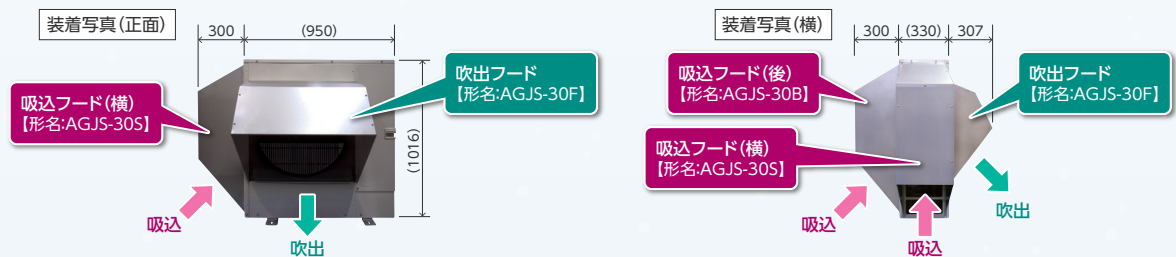 装着写真(正面)
300
(950)
吹出フード
【形名:AGJS-30F】
吸込フード(横)
【形名:AGJS-30S】
(1016)
吸込
吹出
装着写真(横)
300
(330)
307
吸込フード(後)
【形名:AGJS-30B】
吹出フード
【形名:AGJS-30F】
吸込フード(横)
【形名:AGJS-30S】
吸込
吹出
吸込